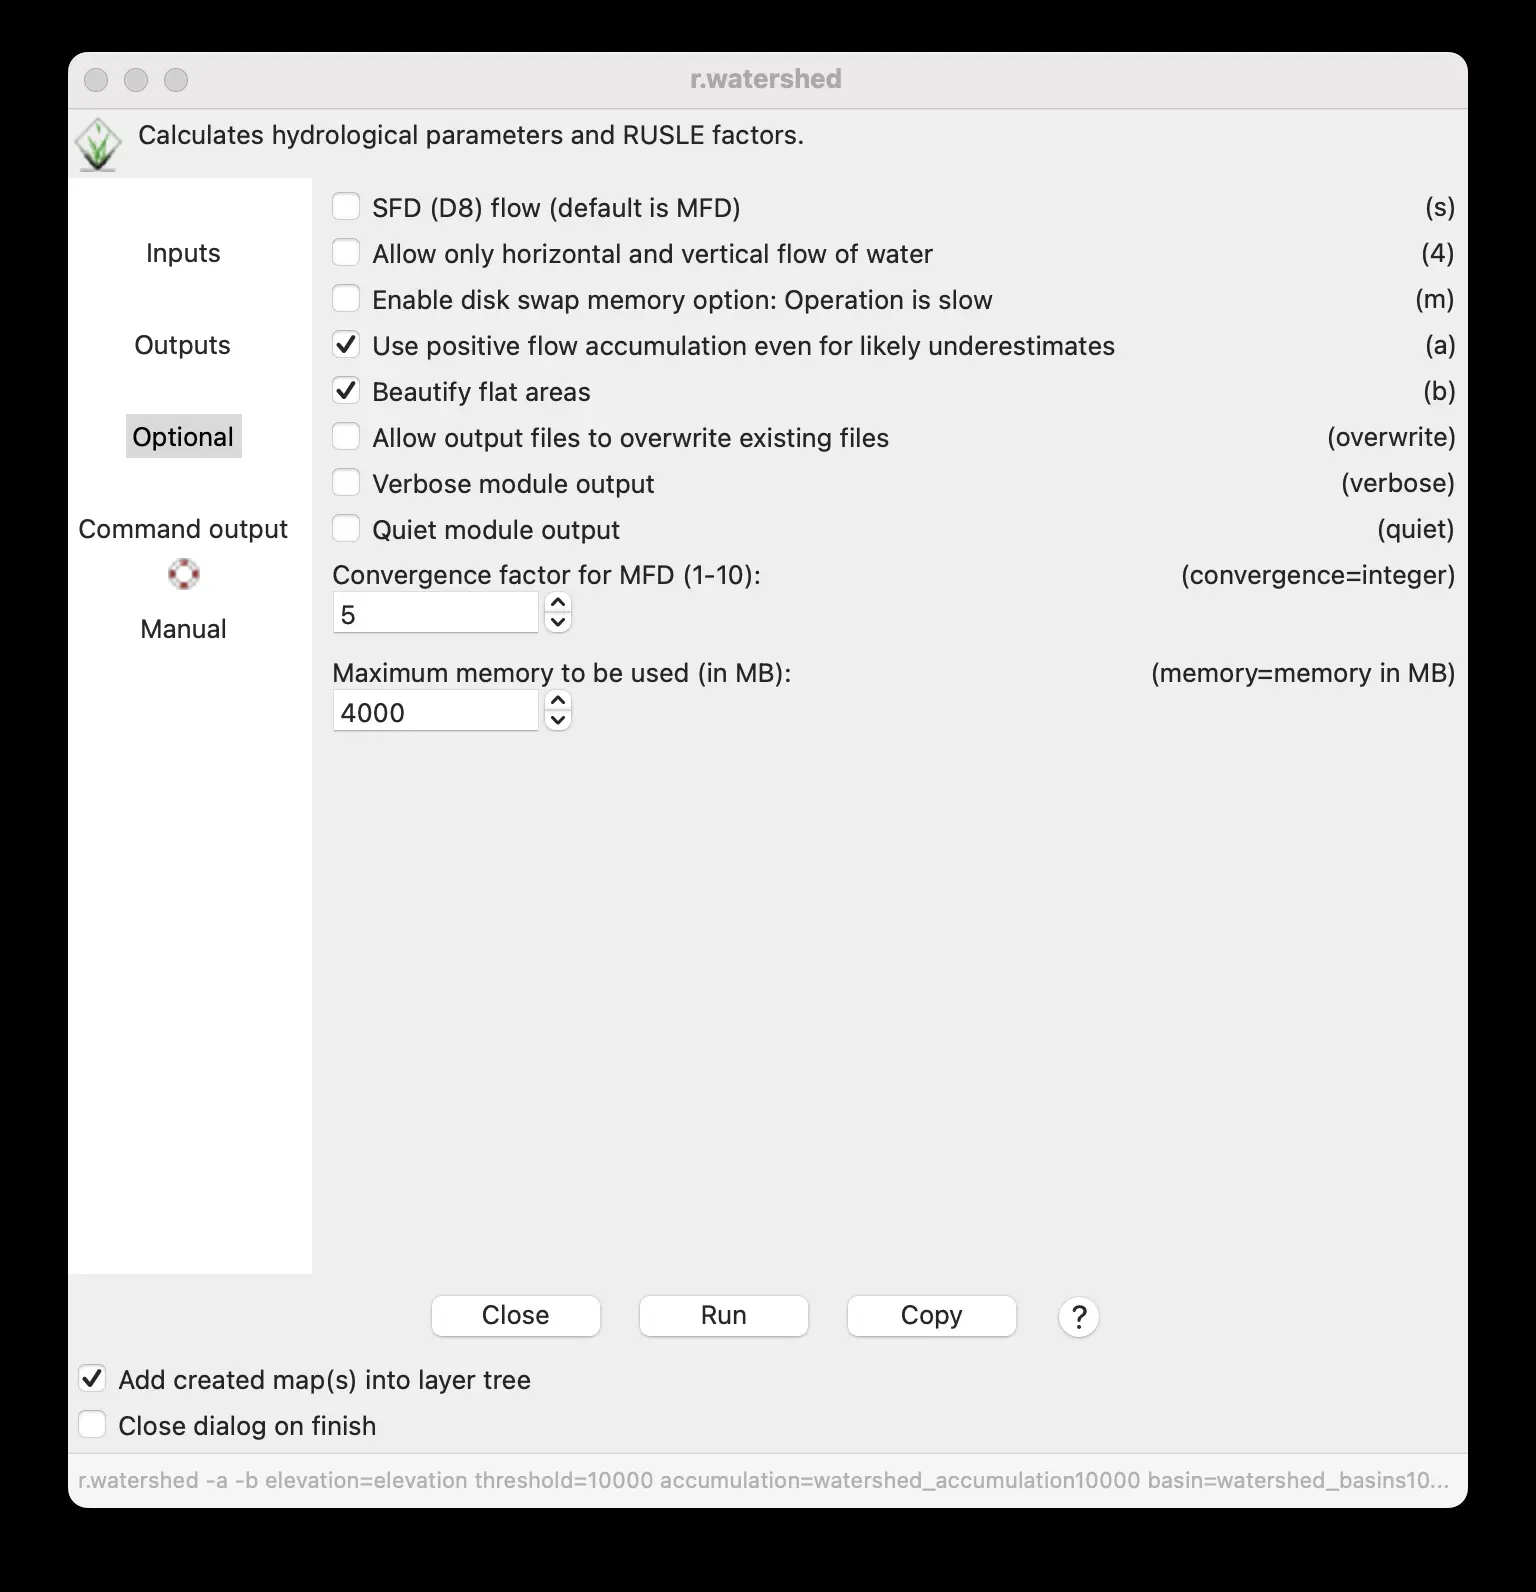 r.watershed
Calculates hydrological parameters and RUSLE factors.
Inputs
Outputs
Optional
Command output
Manual
SFD (D8) flow (default is MFD) (s)
Allow only horizontal and vertical flow of water (4)
Enable disk swap memory option: Operation is slow (m)
Use positive flow accumulation even for likely underestimates (a)
Beautify flat areas (b)
Allow output files to overwrite existing files (overwrite)
Verbose module output (verbose)
Quiet module output (quiet)
Convergence factor for MFD (1-10): (convergence=integer)
5
Maximum memory to be used (in MB): (memory=memory in MB)
4000
Close Run Copy ?
Add created map(s) into layer tree
Close dialog on finish
r.watershed -a -b elevation=elevation threshold=10000 accumulation=watershed_accumulation10000 basin=watershed_basins10...